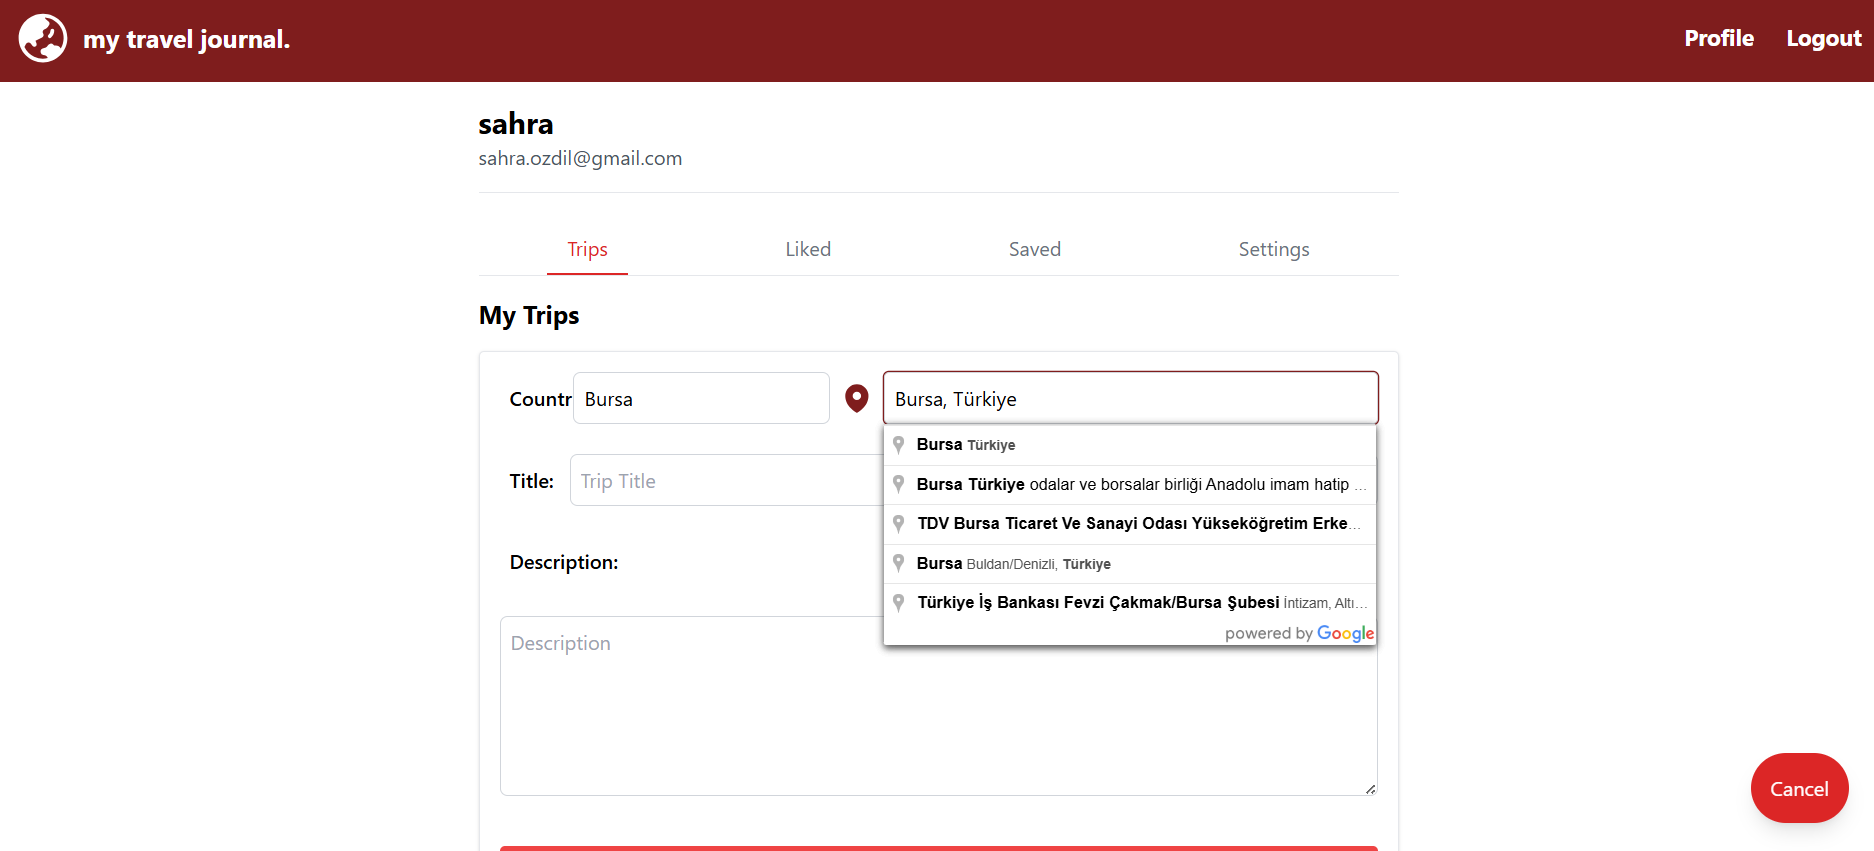 my travel journal.
Profile
Logout
sahra
sahra.ozdil@gmail.com
Trips
Liked
Saved
Settings
My Trips
Countr
Bursa
Bursa, Türkiye
Bursa Türkiye
Bursa Türkiye odalar ve borsalar birliği Anadolu imam hatip ...
TDV Bursa Ticaret Ve Sanayi Odası Yükseköğretim Erke...
Bursa Buldan/Denizli, Türkiye
Türkiye İş Bankası Fevzi Çakmak/Bursa Şubesi İntizam, Altı...
powered by Google
Title:
Trip Title
Description:
Description
Cancel